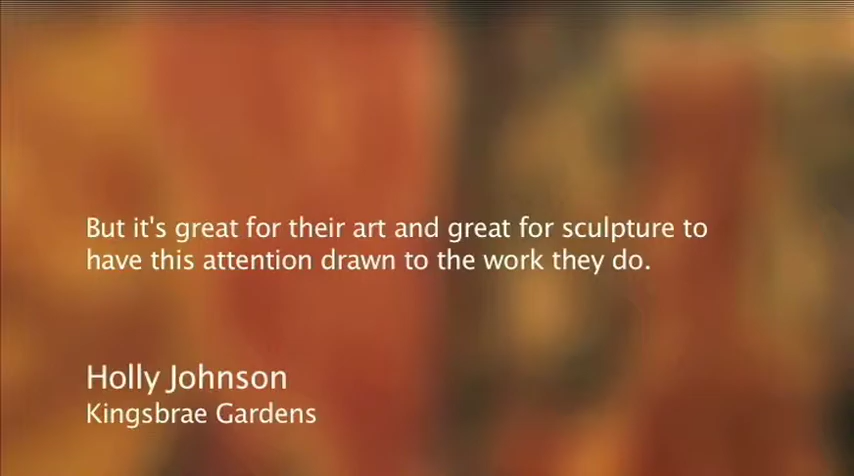 But it's great for their art and great for sculpture to
have this attention drawn to the work they do.
Holly Johnson
Kingsbrae Gardens